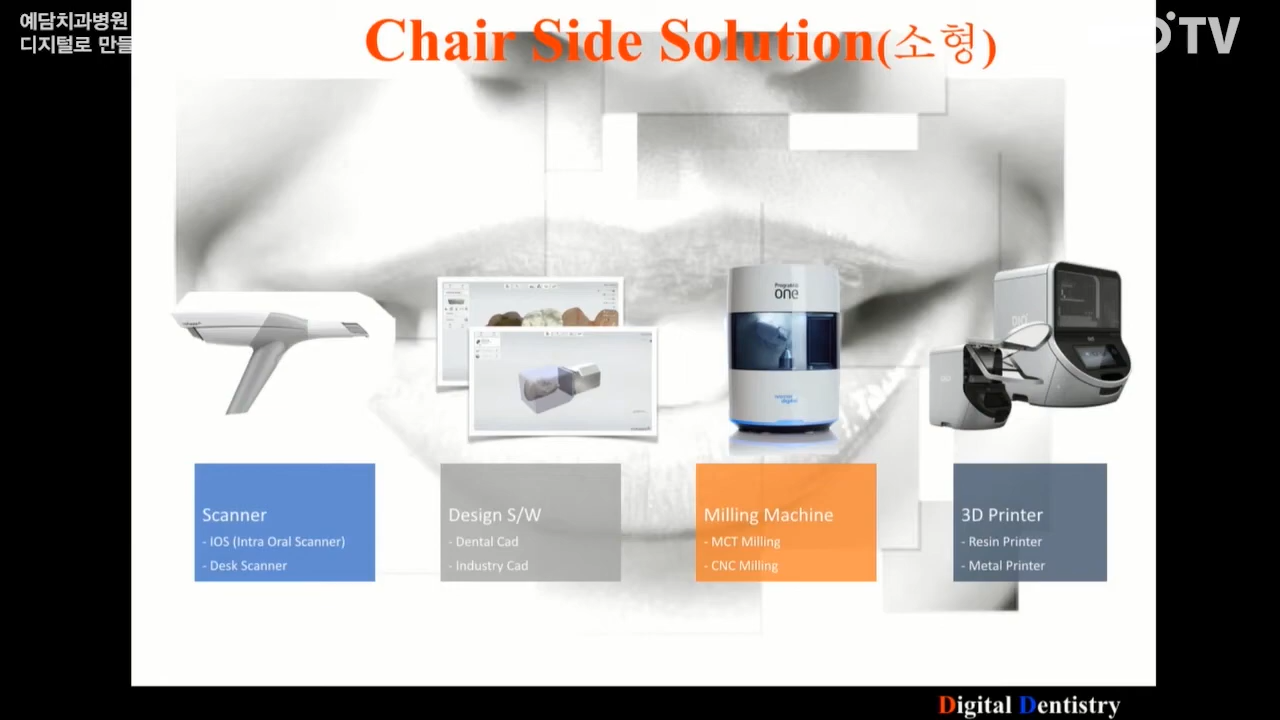 예담치과병원
디지털로 만들
TV
Chair Side Solution(소형)
one
Scanner
- IOS (Intra Oral Scanner)
- Desk Scanner
Design S/W
- Dental Cad
- Industry Cad
Milling Machine
- MCT Milling
- CNC Milling
3D Printer
- Resin Printer
- Metal Printer
Digital Dentistry